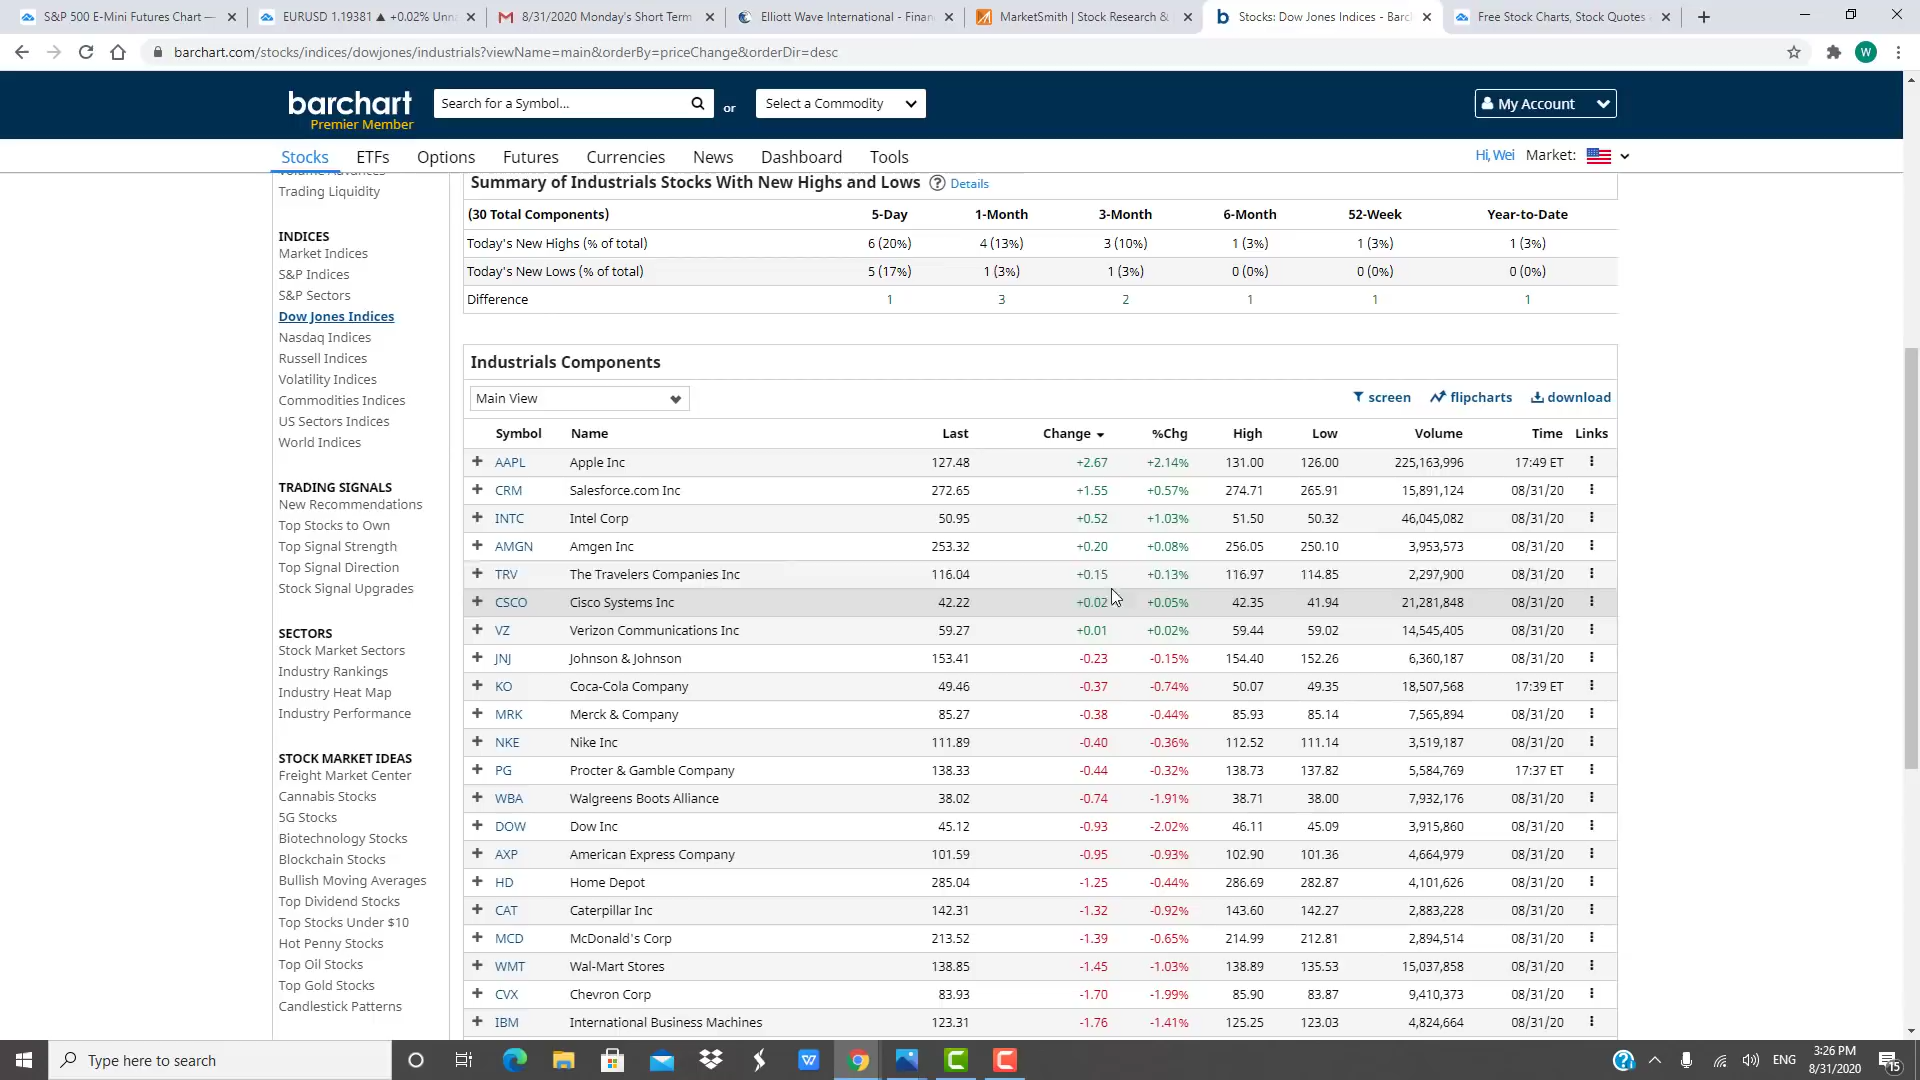 S&P 500 E-Mini Futures Chart —
EURUSD 1.19381 ▲ +0.02% Unna
8/31/2020 Monday's Short Term
Elliott Wave International - Finan
MarketSmith | Stock Research &
Stocks: Dow Jones Indices - Barc
Free Stock Charts, Stock Quotes
barchart.com/stocks/indices/dowjones/industrials?viewName=main&orderBy=priceChange&orderDir=desc
W
barchart
Premier Member
Search for a Symbol...
or
Select a Commodity
My Account
Stocks ETFs Options Futures Currencies News Dashboard Tools
Hi, Wei Market:
Volume Advances
Trading Liquidity
INDICES
Market Indices
S&P Indices
S&P Sectors
Dow Jones Indices
Nasdaq Indices
Russell Indices
Volatility Indices
Commodities Indices
US Sectors Indices
World Indices
TRADING SIGNALS
New Recommendations
Top Stocks to Own
Top Signal Strength
Top Signal Direction
Stock Signal Upgrades
SECTORS
Stock Market Sectors
Industry Rankings
Industry Heat Map
Industry Performance
STOCK MARKET IDEAS
Freight Market Center
Cannabis Stocks
5G Stocks
Biotechnology Stocks
Blockchain Stocks
Bullish Moving Averages
Top Dividend Stocks
Top Stocks Under $10
Hot Penny Stocks
Top Oil Stocks
Top Gold Stocks
Candlestick Patterns
Summary of Industrials Stocks With New Highs and Lows ? Details
(30 Total Components) 5-Day 1-Month 3-Month 6-Month 52-Week Year-to-Date
Today's New Highs (% of total) 6 (20%) 4 (13%) 3 (10%) 1 (3%) 1 (3%) 1 (3%)
Today's New Lows (% of total) 5 (17%) 1 (3%) 1 (3%) 0 (0%) 0 (0%) 0 (0%)
Difference 1 3 2 1 1 1
Industrials Components
Main View
screen flipcharts download
Symbol Name Last Change %Chg High Low Volume Time Links
AAPL Apple Inc 127.48 +2.67 +2.14% 131.00 126.00 225,163,996 17:49 ET
CRM Salesforce.com Inc 272.65 +1.55 +0.57% 274.71 265.91 15,891,124 08/31/20
INTC Intel Corp 50.95 +0.52 +1.03% 51.50 50.32 46,045,082 08/31/20
AMGN Amgen Inc 253.32 +0.20 +0.08% 256.05 250.10 3,953,573 08/31/20
TRV The Travelers Companies Inc 116.04 +0.15 +0.13% 116.97 114.85 2,297,900 08/31/20
CSCO Cisco Systems Inc 42.22 +0.02 +0.05% 42.35 41.94 21,281,848 08/31/20
VZ Verizon Communications Inc 59.27 +0.01 +0.02% 59.44 59.02 14,545,405 08/31/20
JNJ Johnson & Johnson 153.41 -0.23 -0.15% 154.40 152.26 6,360,187 08/31/20
KO Coca-Cola Company 49.46 -0.37 -0.74% 50.07 49.35 18,507,568 17:39 ET
MRK Merck & Company 85.27 -0.38 -0.44% 85.93 85.14 7,565,894 08/31/20
NKE Nike Inc 111.89 -0.40 -0.36% 112.52 111.14 3,519,187 08/31/20
PG Procter & Gamble Company 138.33 -0.44 -0.32% 138.73 137.82 5,584,769 17:37 ET
WBA Walgreens Boots Alliance 38.02 -0.74 -1.91% 38.71 38.00 7,932,176 08/31/20
DOW Dow Inc 45.12 -0.93 -2.02% 46.11 45.09 3,915,860 08/31/20
AXP American Express Company 101.59 -0.95 -0.93% 102.90 101.36 4,664,979 08/31/20
HD Home Depot 285.04 -1.25 -0.44% 286.69 282.87 4,101,626 08/31/20
CAT Caterpillar Inc 142.31 -1.32 -0.92% 143.60 142.27 2,883,228 08/31/20
MCD McDonald's Corp 213.52 -1.39 -0.65% 214.99 212.81 2,894,514 08/31/20
WMT Wal-Mart Stores 138.85 -1.45 -1.03% 138.89 135.53 15,037,858 08/31/20
CVX Chevron Corp 83.93 -1.70 -1.99% 85.90 83.87 9,410,373 08/31/20
IBM International Business Machines 123.31 -1.76 -1.41% 125.25 123.03 4,824,664 08/31/20
Type here to search
ENG
3:26 PM
8/31/2020
15